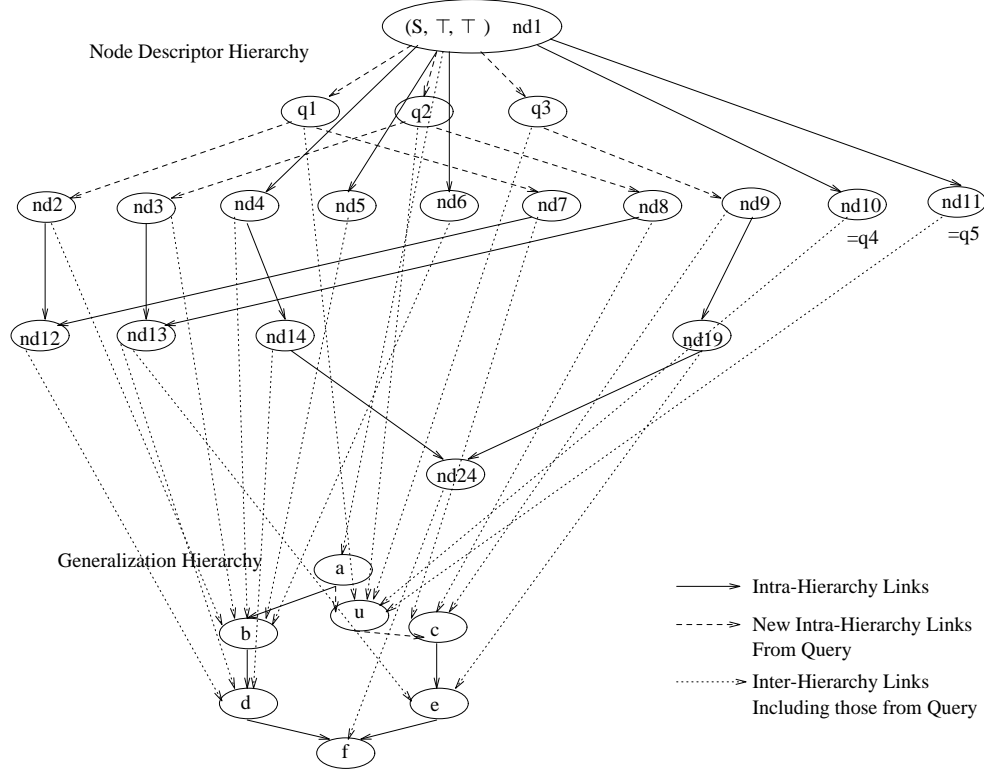 (S, ⊤, ⊤ ) nd1
Node Descriptor Hierarchy
q1 q2 q3
nd2 nd3 nd4 nd5 nd6 nd7 nd8 nd9 nd10 nd11
=q4 =q5
nd12 nd13 nd14 nd19
nd24
Generalization Hierarchy
a
u
b c
d e
f
Intra-Hierarchy Links
New Intra-Hierarchy Links
From Query
Inter-Hierarchy Links
Including those from Query